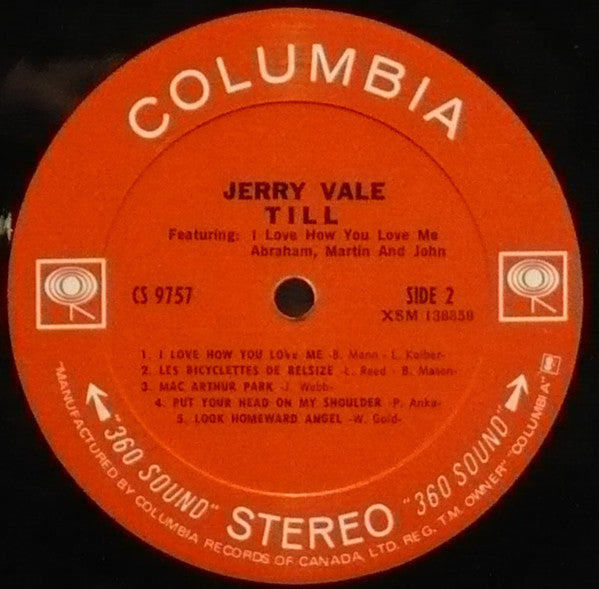 COLUMBIA
JERRY VALE
TILL
Featuring: I Love How You Love Me
Abraham, Martin And John
CS 9757
SIDE 2
XSM 138858
1. I LOVE HOW YOU LOVE ME -B. Mann - L. Kolber-
2. LES BICYCLETTES DE BELSIZE -L. Reed - B. Mason-
3. MAC ARTHUR PARK -J. Webb-
4. PUT YOUR HEAD ON MY SHOULDER -P. Anka-
5. LOOK HOMEWARD ANGEL -W. Gold-
"360 SOUND" STEREO "360 SOUND"
"MANUFACTURED BY COLUMBIA RECORDS OF CANADA, LTD. REG. T.M. OWNER" "COLUMBIA"